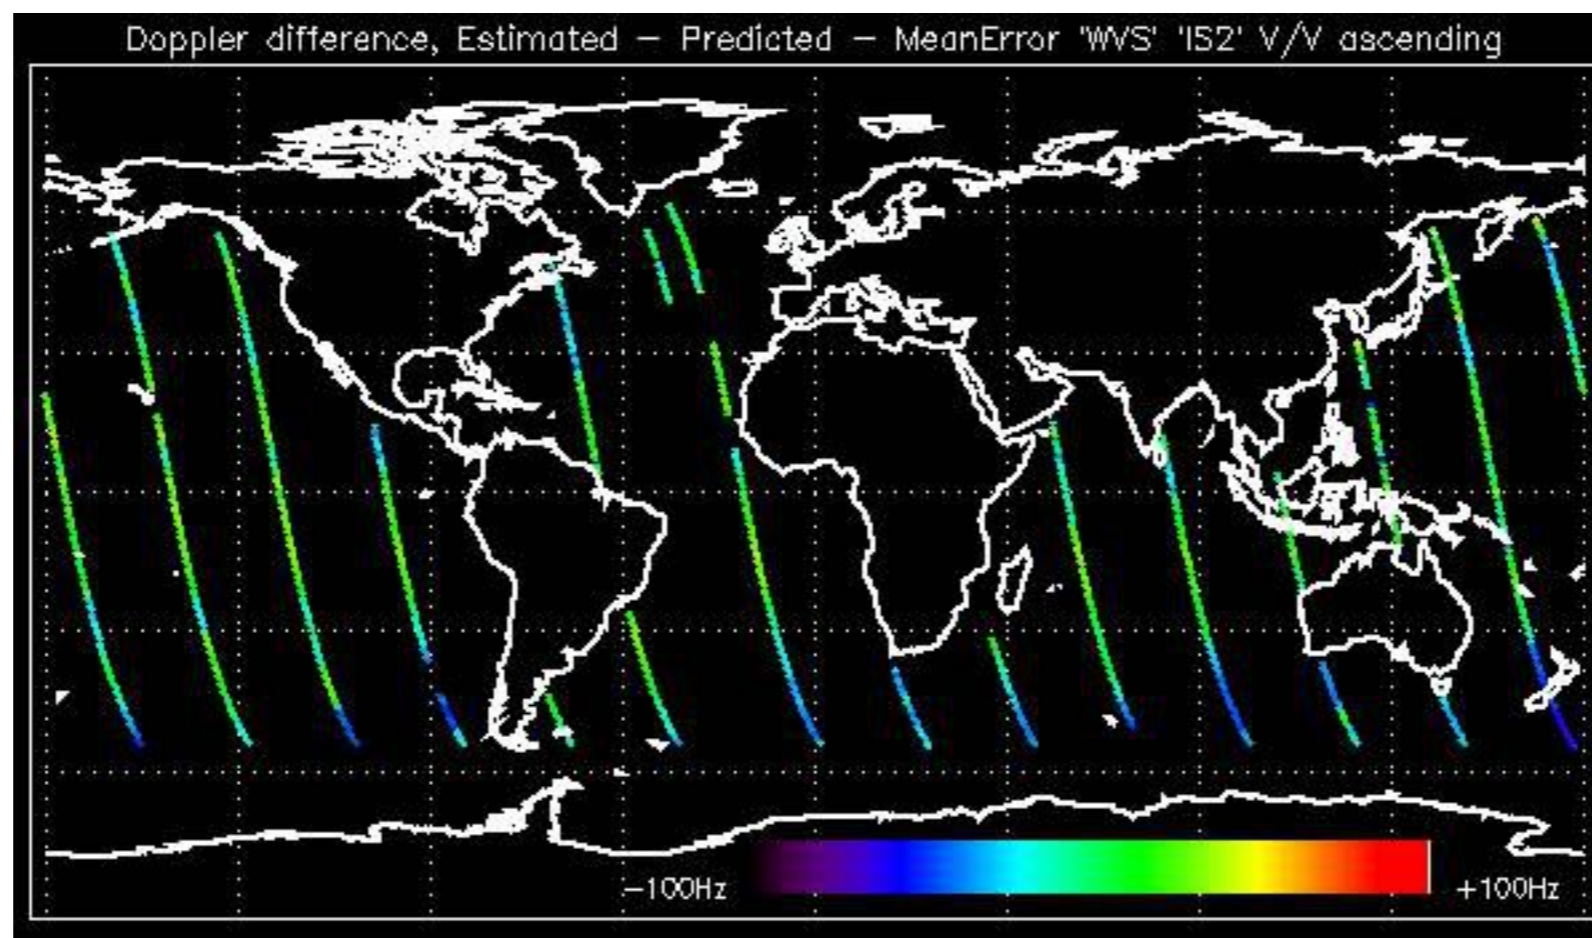 Doppler difference, Estimated – Predicted – MeanError 'WVS' 'IS2' V/V ascending
–100Hz +100Hz